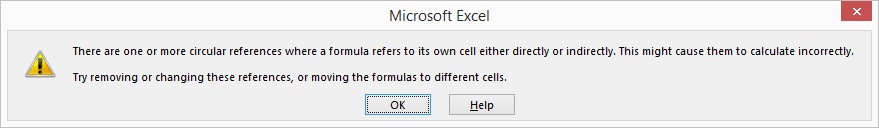 Microsoft Excel
There are one or more circular references where a formula refers to its own cell either directly or indirectly. This might cause them to calculate incorrectly.
Try removing or changing these references, or moving the formulas to different cells.
OK
Help